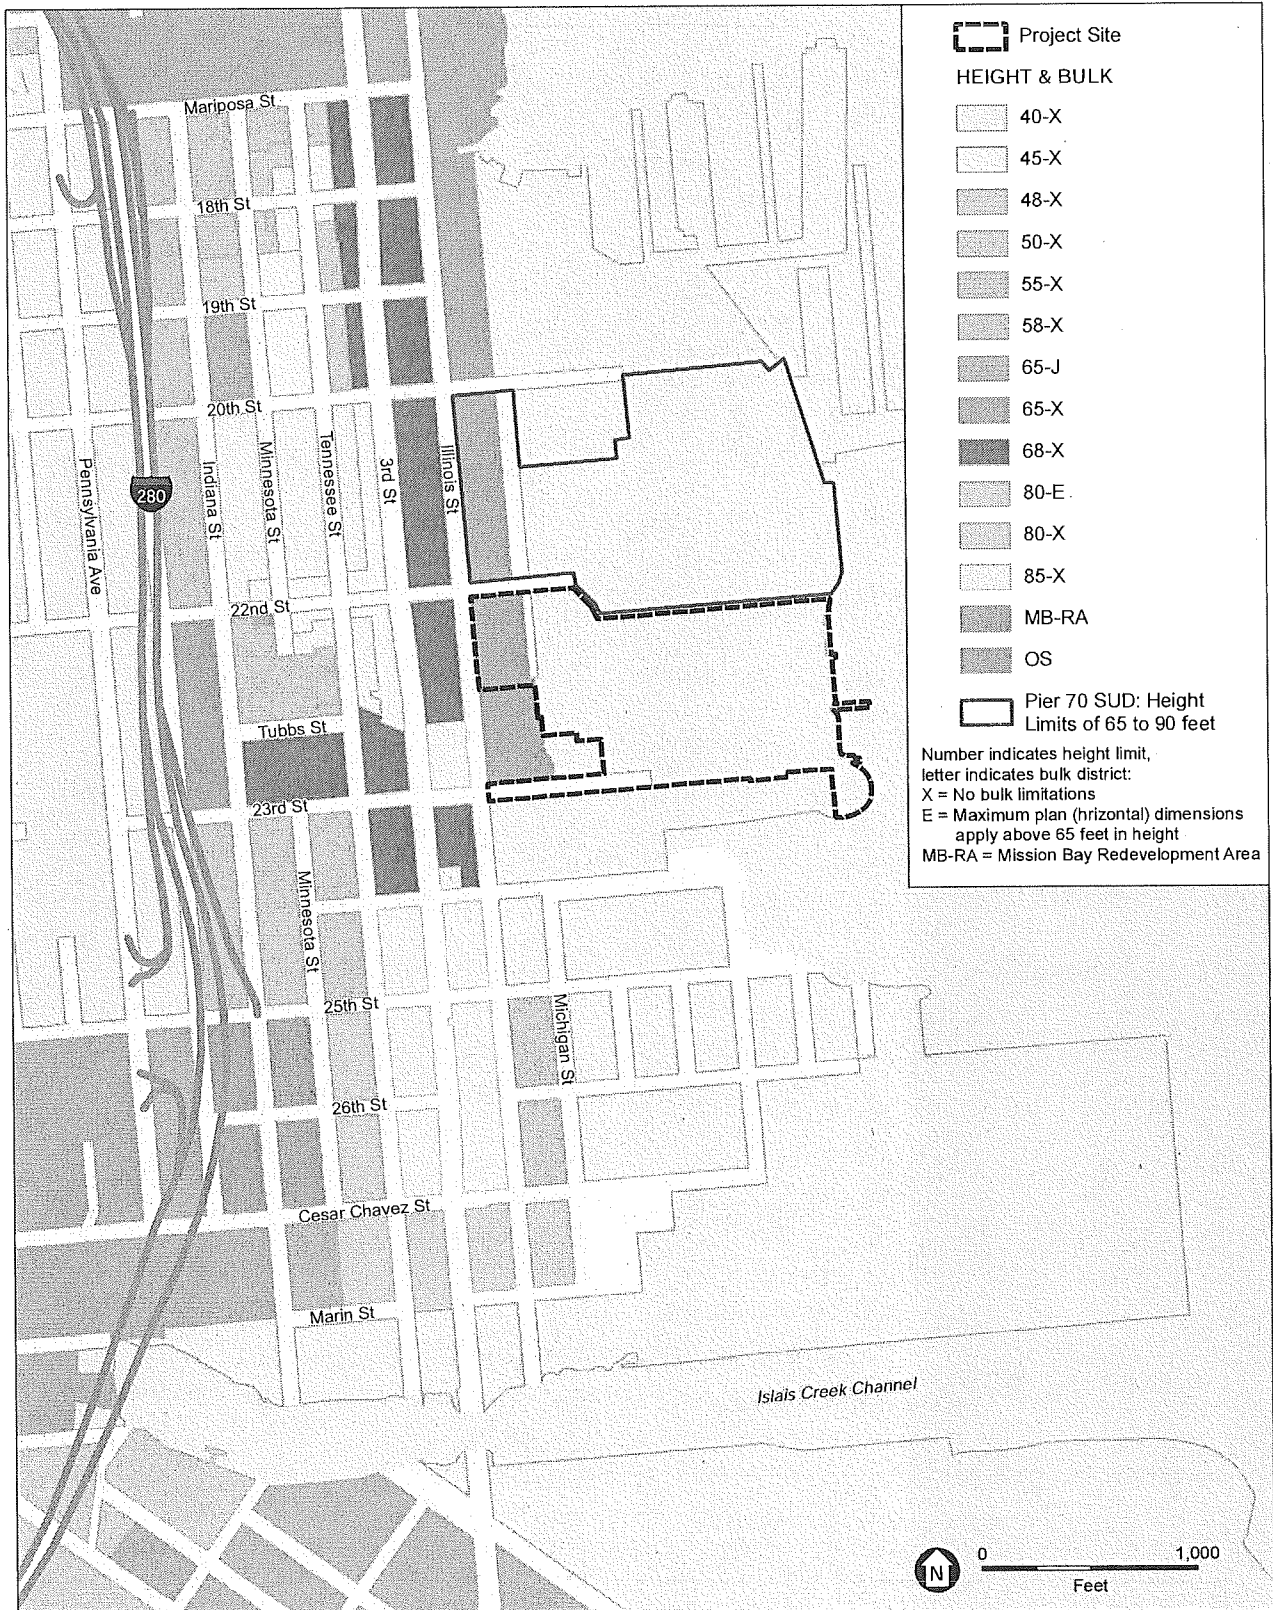 Project Site
HEIGHT & BULK
40-X
45-X
48-X
50-X
55-X
58-X
65-J
65-X
68-X
80-E
80-X
85-X
MB-RA
OS
Pier 70 SUD: Height
Limits of 65 to 90 feet
Number indicates height limit,
letter indicates bulk district:
X = No bulk limitations
E = Maximum plan (hrizontal) dimensions
apply above 65 feet in height
MB-RA = Mission Bay Redevelopment Area
Mariposa St
18th St
19th St
20th St
Pennsylvania Ave
280
Indiana St
Minnesota St
Tennessee St
3rd St
Illinois St
22nd St
Tubbs St
23rd St
Minnesota St
25th St
Michigan St
26th St
Cesar Chavez St
Marin St
Islais Creek Channel
N
0 1,000
Feet